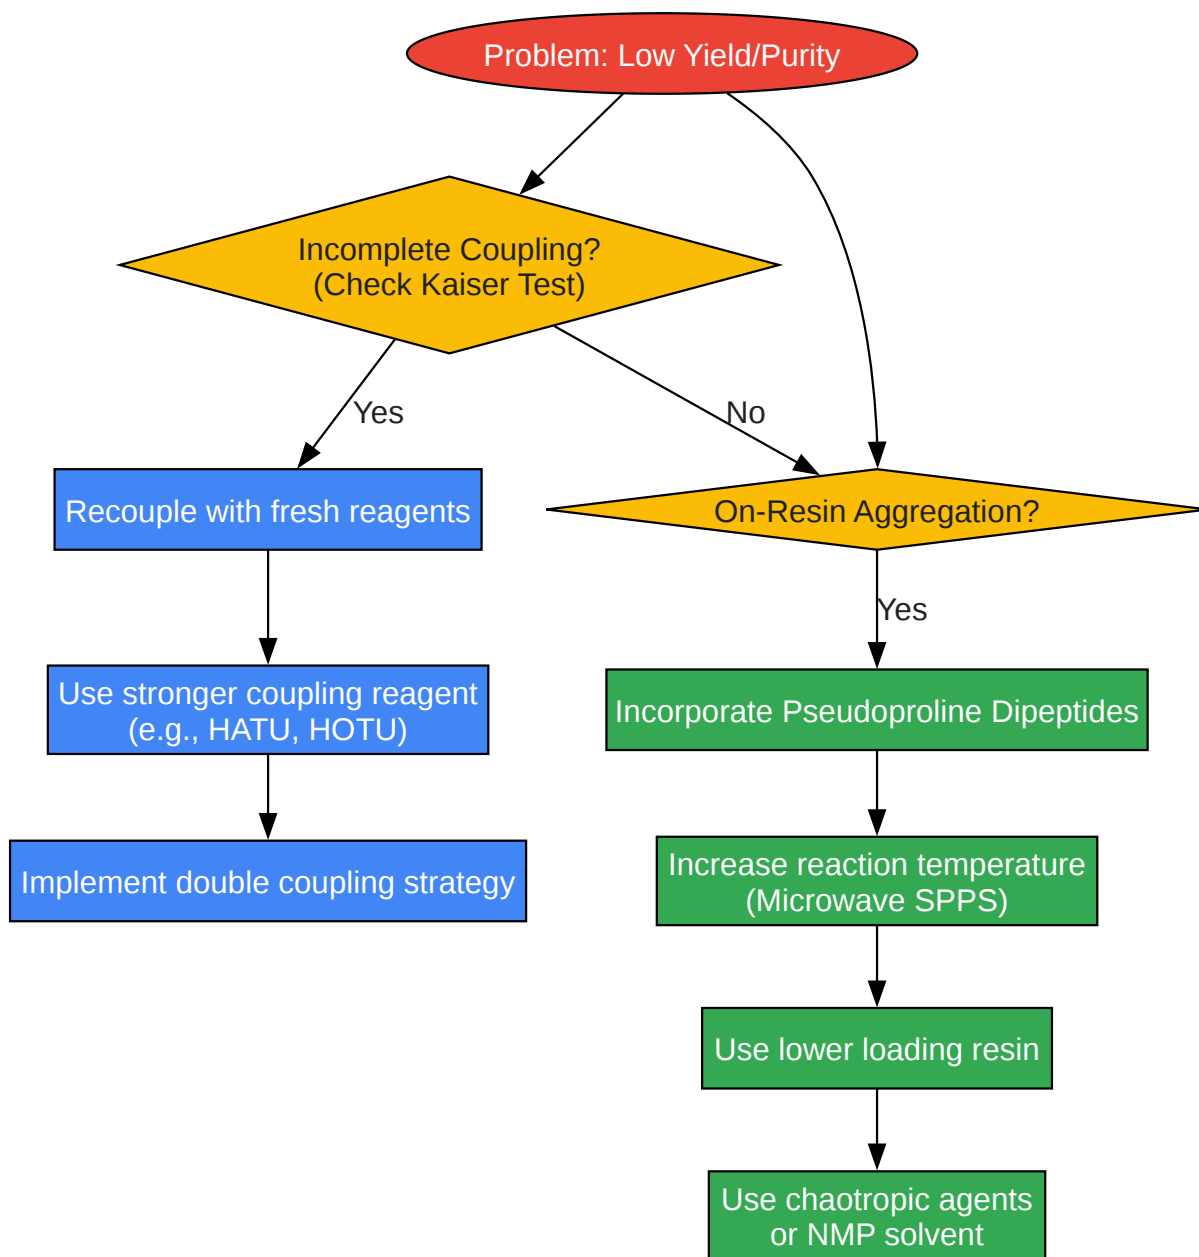 Problem: Low Yield/Purity
Incomplete Coupling?
(Check Kaiser Test)
Yes
No
Recouple with fresh reagents
On-Resin Aggregation?
Yes
Use stronger coupling reagent
(e.g., HATU, HOTU)
Incorporate Pseudoproline Dipeptides
Implement double coupling strategy
Increase reaction temperature
(Microwave SPPS)
Use lower loading resin
Use chaotropic agents
or NMP solvent